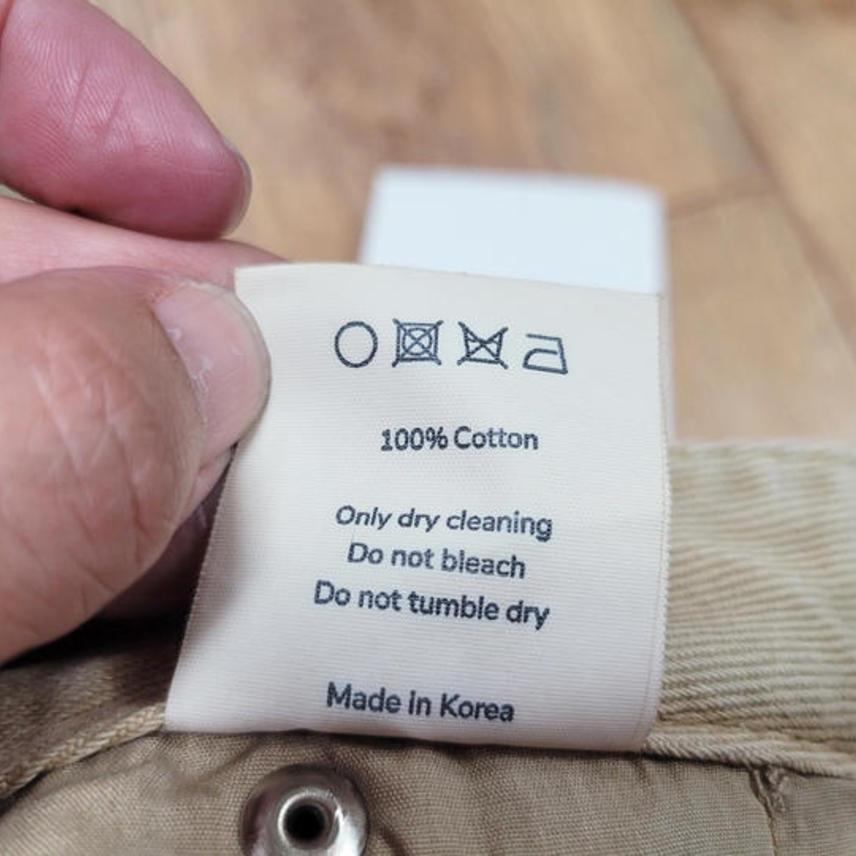 100% Cotton
Only dry cleaning
Do not bleach
Do not tumble dry
Made in Korea